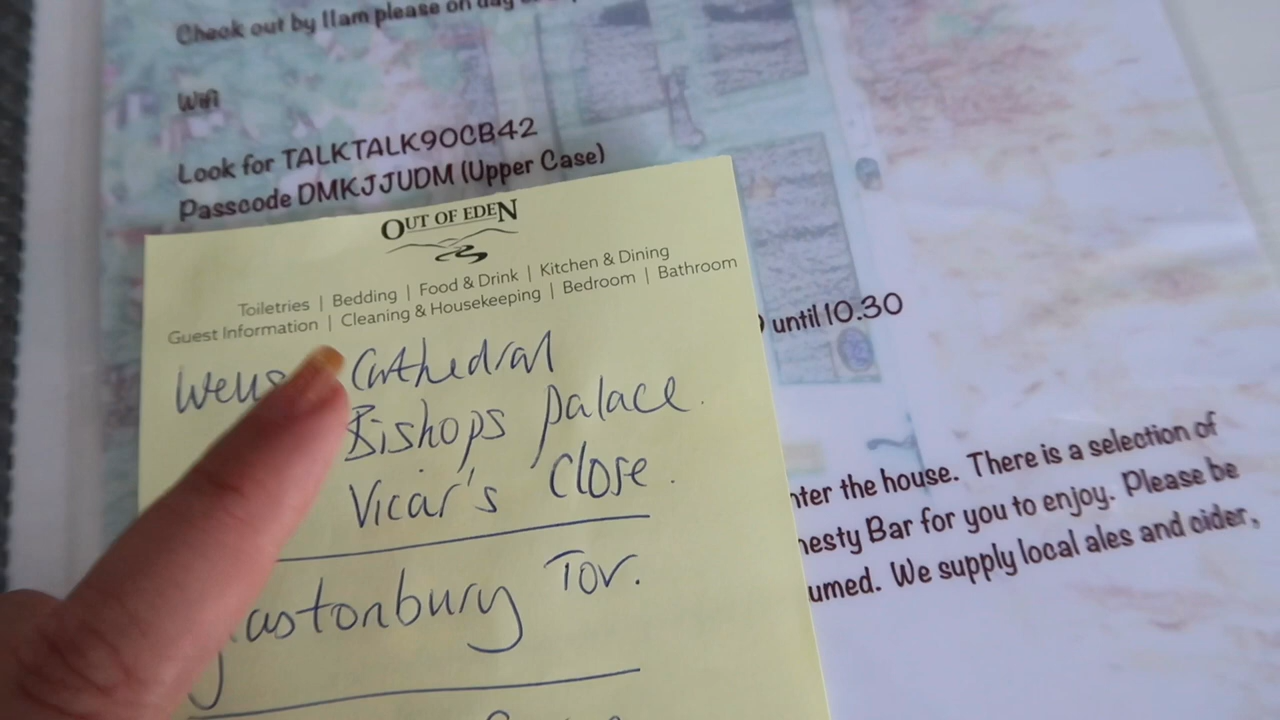 Check out by 11am please on day
Wifi
Look for TALKTALK90CB42
Passcode DMKJJUDM (Upper Case)
OUT OF EDEN
Toiletries | Bedding | Food & Drink | Kitchen & Dining
Guest Information | Cleaning & Housekeeping | Bedroom | Bathroom
Wells Cathedral
Bishops palace.
Vicar's Close.
Glastonbury Tor.
until 10.30
nter the house. There is a selection of
nesty Bar for you to enjoy. Please be
umed. We supply local ales and cider,